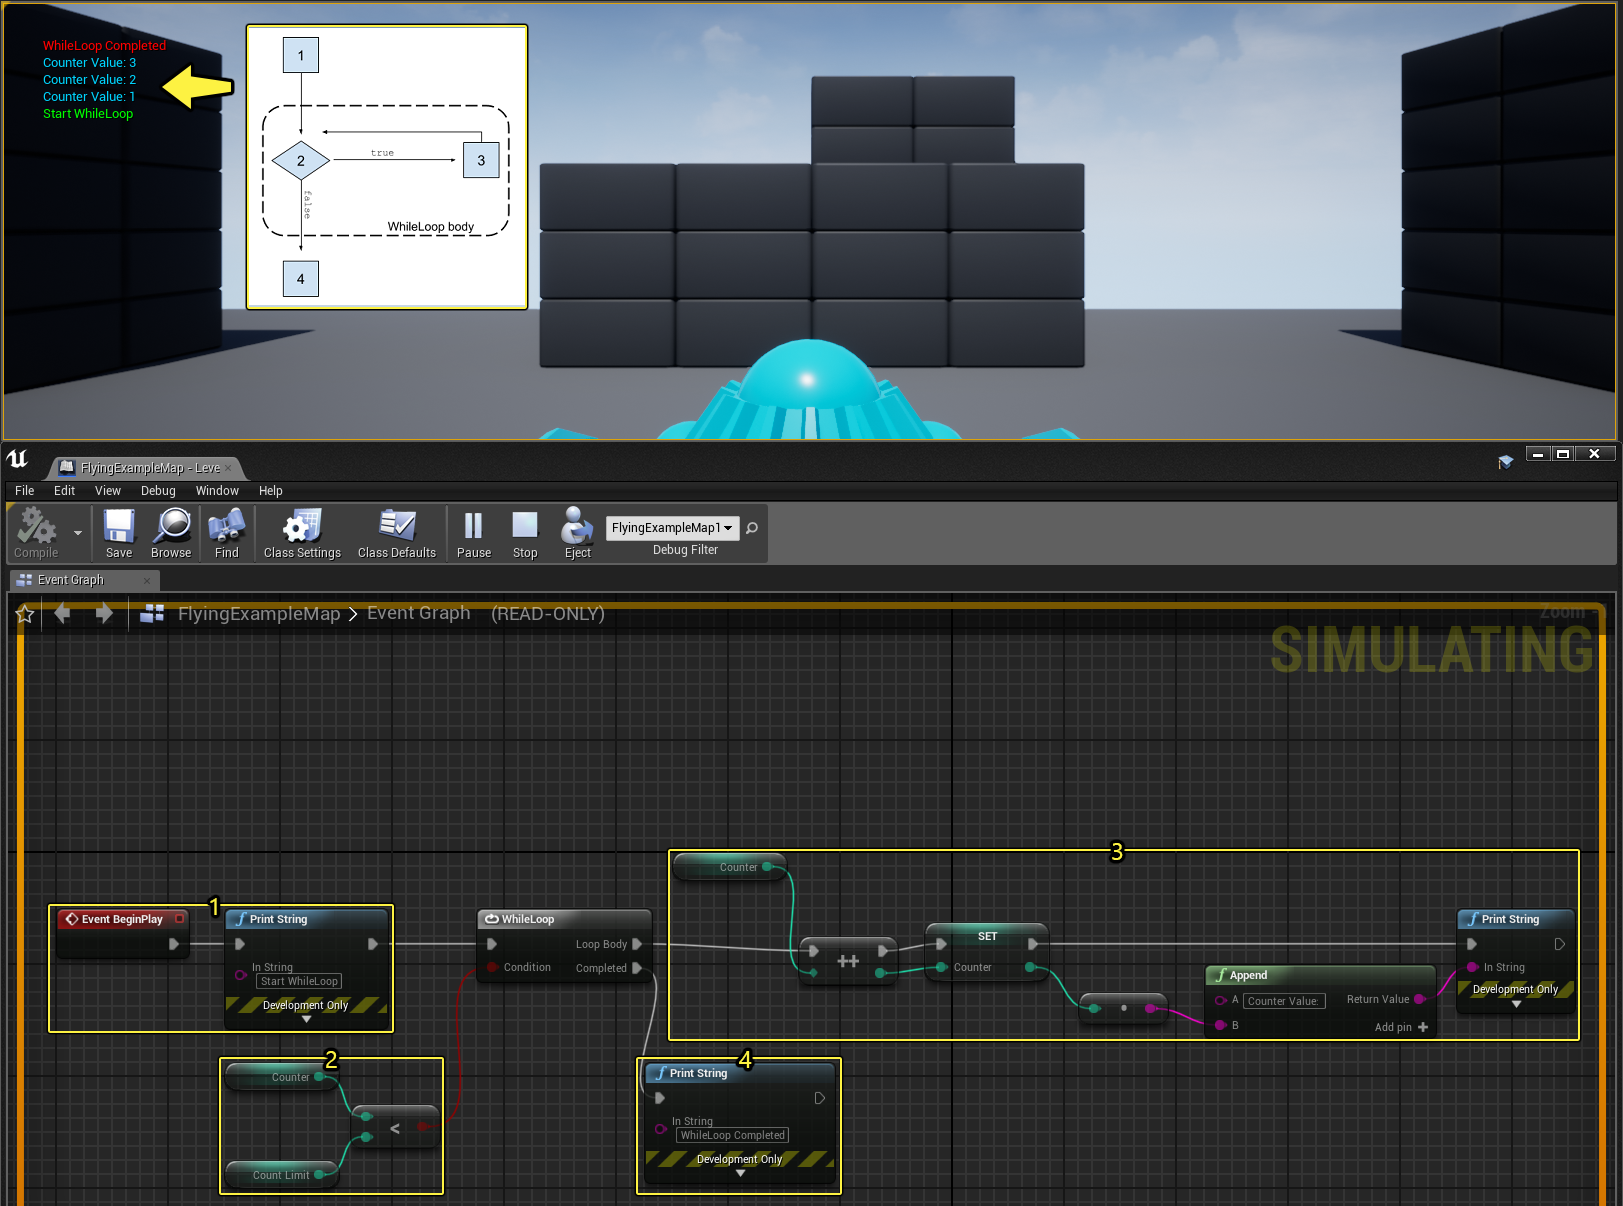 WhileLoop Completed
Counter Value: 3
Counter Value: 2
Counter Value: 1
Start WhileLoop
1
2
true
3
false
WhileLoop body
4
FlyingExampleMap - Leve
File Edit View Debug Window Help
Compile Save Browse Find Class Settings Class Defaults Pause Stop Eject
FlyingExampleMap1
Debug Filter
Event Graph
FlyingExampleMap > Event Graph (READ-ONLY)
Zoom
SIMULATING
1
Event BeginPlay
Print String
In String
Start WhileLoop
Development Only
WhileLoop
Loop Body
Condition
Completed
2
Counter
<
Count Limit
3
Counter
++
SET
Counter
Append
A Counter Value: Return Value
B
Add pin +
Print String
In String
Development Only
4
Print String
In String
WhileLoop Completed
Development Only